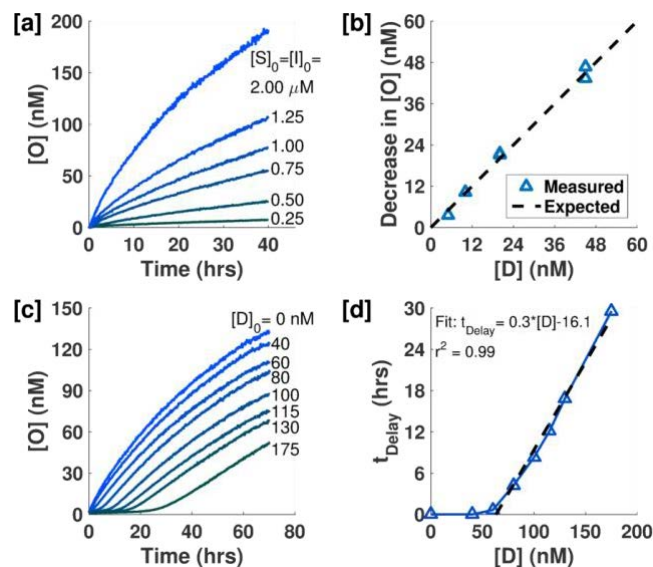 [a]
200
150
100
50
0
[O] (nM)
[S]₀=[I]₀=
2.00 μM
1.25
1.00
0.75
0.50
0.25
0 20 40
Time (hrs)
[b]
60
48
36
24
12
0
Decrease in [O] (nM)
Measured
Expected
0 12 24 36 48 60
[D] (nM)
[c]
150
120
90
60
30
0
[O] (nM)
[D]₀= 0 nM
40
60
80
100
115
130
175
0 20 40 60 80
Time (hrs)
[d]
30
24
18
12
6
0
t_Delay (hrs)
Fit: t_Delay= 0.3*[D]-16.1
r² = 0.99
0 50 100 150 200
[D] (nM)